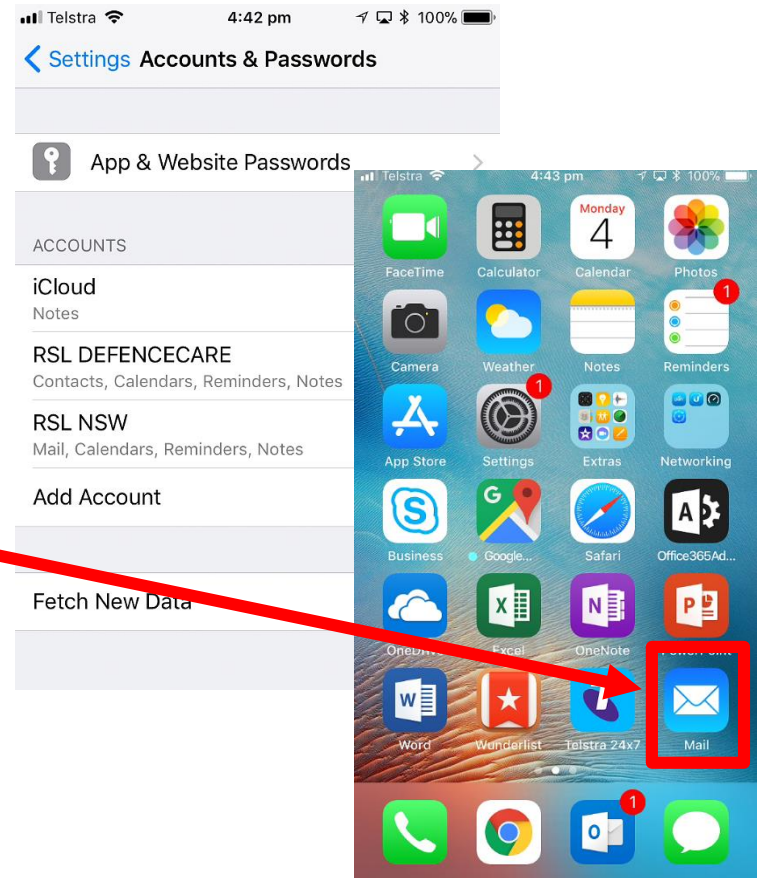 Telstra 4:42 pm 100%
Settings Accounts & Passwords
App & Website Passwords
ACCOUNTS
iCloud
Notes
RSL DEFENCECARE
Contacts, Calendars, Reminders, Notes
RSL NSW
Mail, Calendars, Reminders, Notes
Add Account
Fetch New Data
Telstra 4:43 pm 100%
Monday
4
FaceTime Calculator Calendar Photos
1
Camera Weather Notes Reminders
1
App Store Settings Extras Networking
S G A
Business Google... Safari Office365Ad...
X N P
OneDrive Excel OneNote PowerPoint
W
Word Wunderlist Telstra 24x7 Mail
1
O